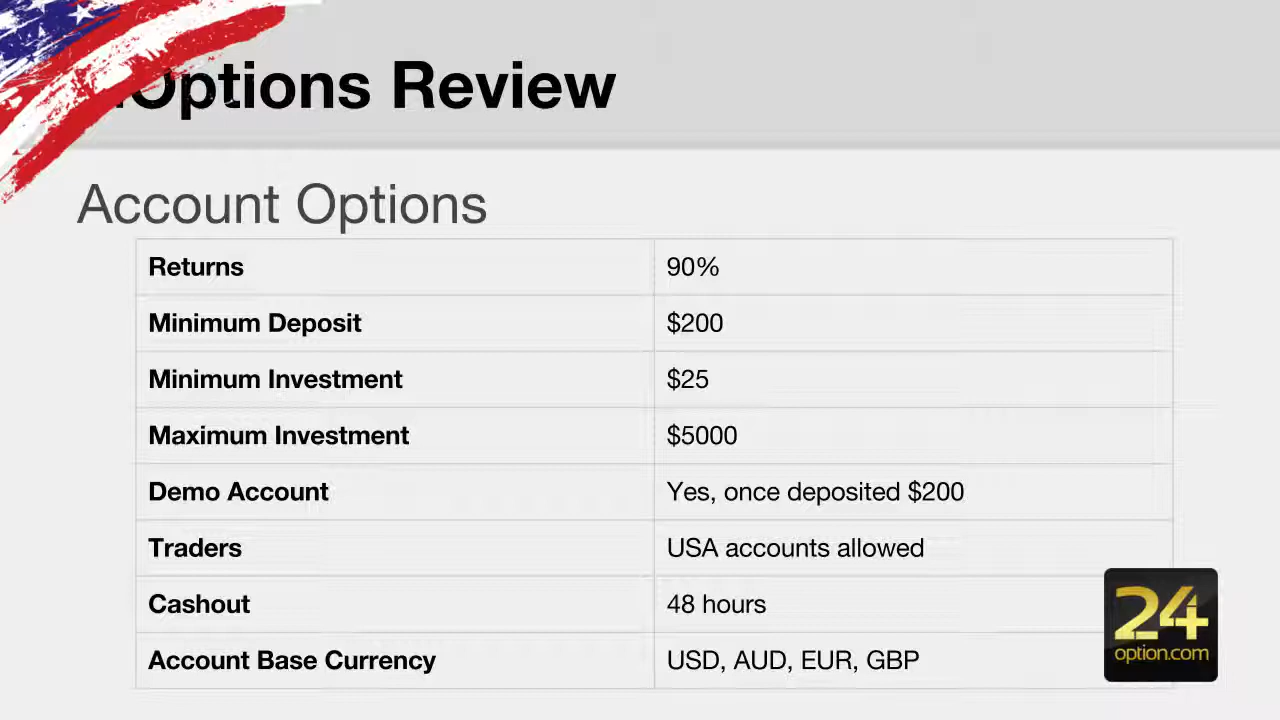 Options Review
Account Options
Returns 90%
Minimum Deposit $200
Minimum Investment $25
Maximum Investment $5000
Demo Account Yes, once deposited $200
Traders USA accounts allowed
Cashout 48 hours
Account Base Currency USD, AUD, EUR, GBP
24
option.com